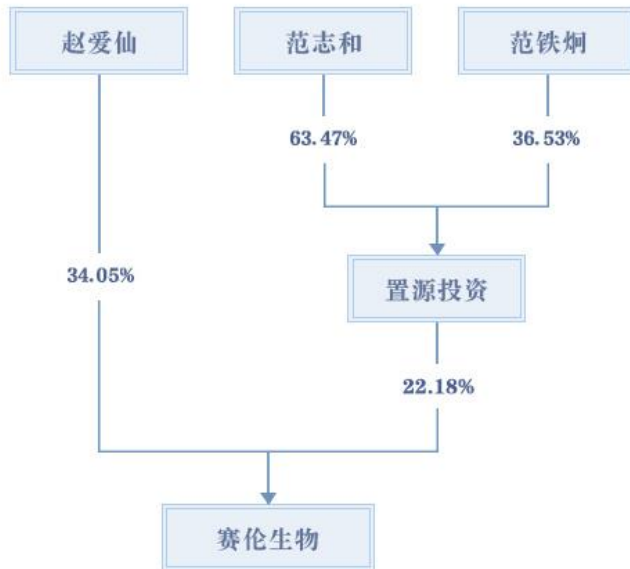 赵爱仙
范志和
范铁炯
63.47%
36.53%
34.05%
置源投资
22.18%
赛伦生物